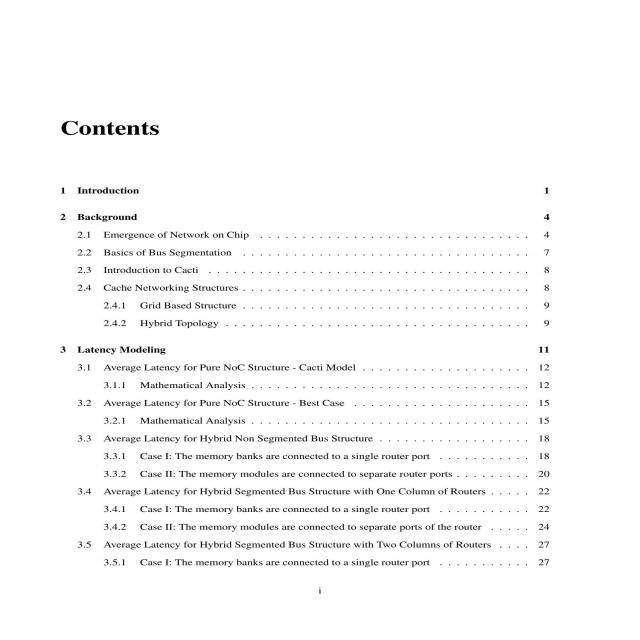 Contents
1 Introduction 1
2 Background 4
2.1 Emergence of Network on Chip . . . . . . . . . . . . . . . . . . . . . . . . . . . . . . . . 4
2.2 Basics of Bus Segmentation . . . . . . . . . . . . . . . . . . . . . . . . . . . . . . . . . . 7
2.3 Introduction to Cacti . . . . . . . . . . . . . . . . . . . . . . . . . . . . . . . . . . . . . . 8
2.4 Cache Networking Structures . . . . . . . . . . . . . . . . . . . . . . . . . . . . . . . . . . 8
2.4.1 Grid Based Structure . . . . . . . . . . . . . . . . . . . . . . . . . . . . . . . . . . 9
2.4.2 Hybrid Topology . . . . . . . . . . . . . . . . . . . . . . . . . . . . . . . . . . . . 9
3 Latency Modeling 11
3.1 Average Latency for Pure NoC Structure - Cacti Model . . . . . . . . . . . . . . . . . . . . 12
3.1.1 Mathematical Analysis . . . . . . . . . . . . . . . . . . . . . . . . . . . . . . . . . 12
3.2 Average Latency for Pure NoC Structure - Best Case . . . . . . . . . . . . . . . . . . . . . 15
3.2.1 Mathematical Analysis . . . . . . . . . . . . . . . . . . . . . . . . . . . . . . . . . 15
3.3 Average Latency for Hybrid Non Segmented Bus Structure . . . . . . . . . . . . . . . . . . 18
3.3.1 Case I: The memory banks are connected to a single router port . . . . . . . . . . . 18
3.3.2 Case II: The memory modules are connected to separate router ports . . . . . . . . . 20
3.4 Average Latency for Hybrid Segmented Bus Structure with One Column of Routers . . . . . 22
3.4.1 Case I: The memory banks are connected to a single router port . . . . . . . . . . . 22
3.4.2 Case II: The memory modules are connected to separate ports of the router . . . . . 24
3.5 Average Latency for Hybrid Segmented Bus Structure with Two Columns of Routers . . . . 27
3.5.1 Case I: The memory banks are connected to a single router port . . . . . . . . . . . 27
i